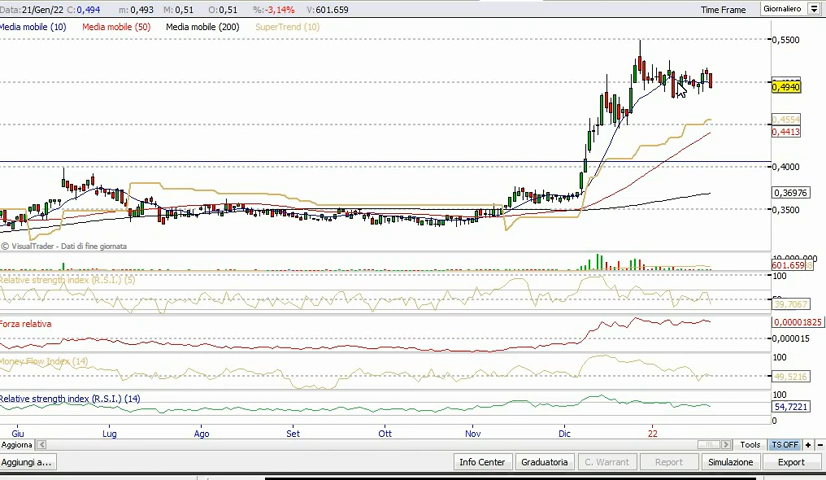 Data:21/Gen/22 C: 0,494 m: 0,493 M: 0,51 O: 0,51 %:-3,14% V: 601.659 Time Frame Giornaliero
Media mobile (10) Media mobile (50) Media mobile (200) SuperTrend (10)
0,5500
0,4940
0,4554
0,4413
0,4000
0,36976
0,3500
© VisualTrader - Dati di fine giornata
601.659
Relative strength index (R.S.I.) (5)
100
39,7067
Forza relativa
0,00001825
0,000015
Money Flow Index (14)
100
49,5216
Relative strength index (R.S.I.) (14)
100
54,7221
0
Giu Lug Ago Set Ott Nov Dic 22
Aggiorna Tools TS OFF + -
Aggiungi a... Info Center Graduatoria C. Warrant Report Simulazione Export